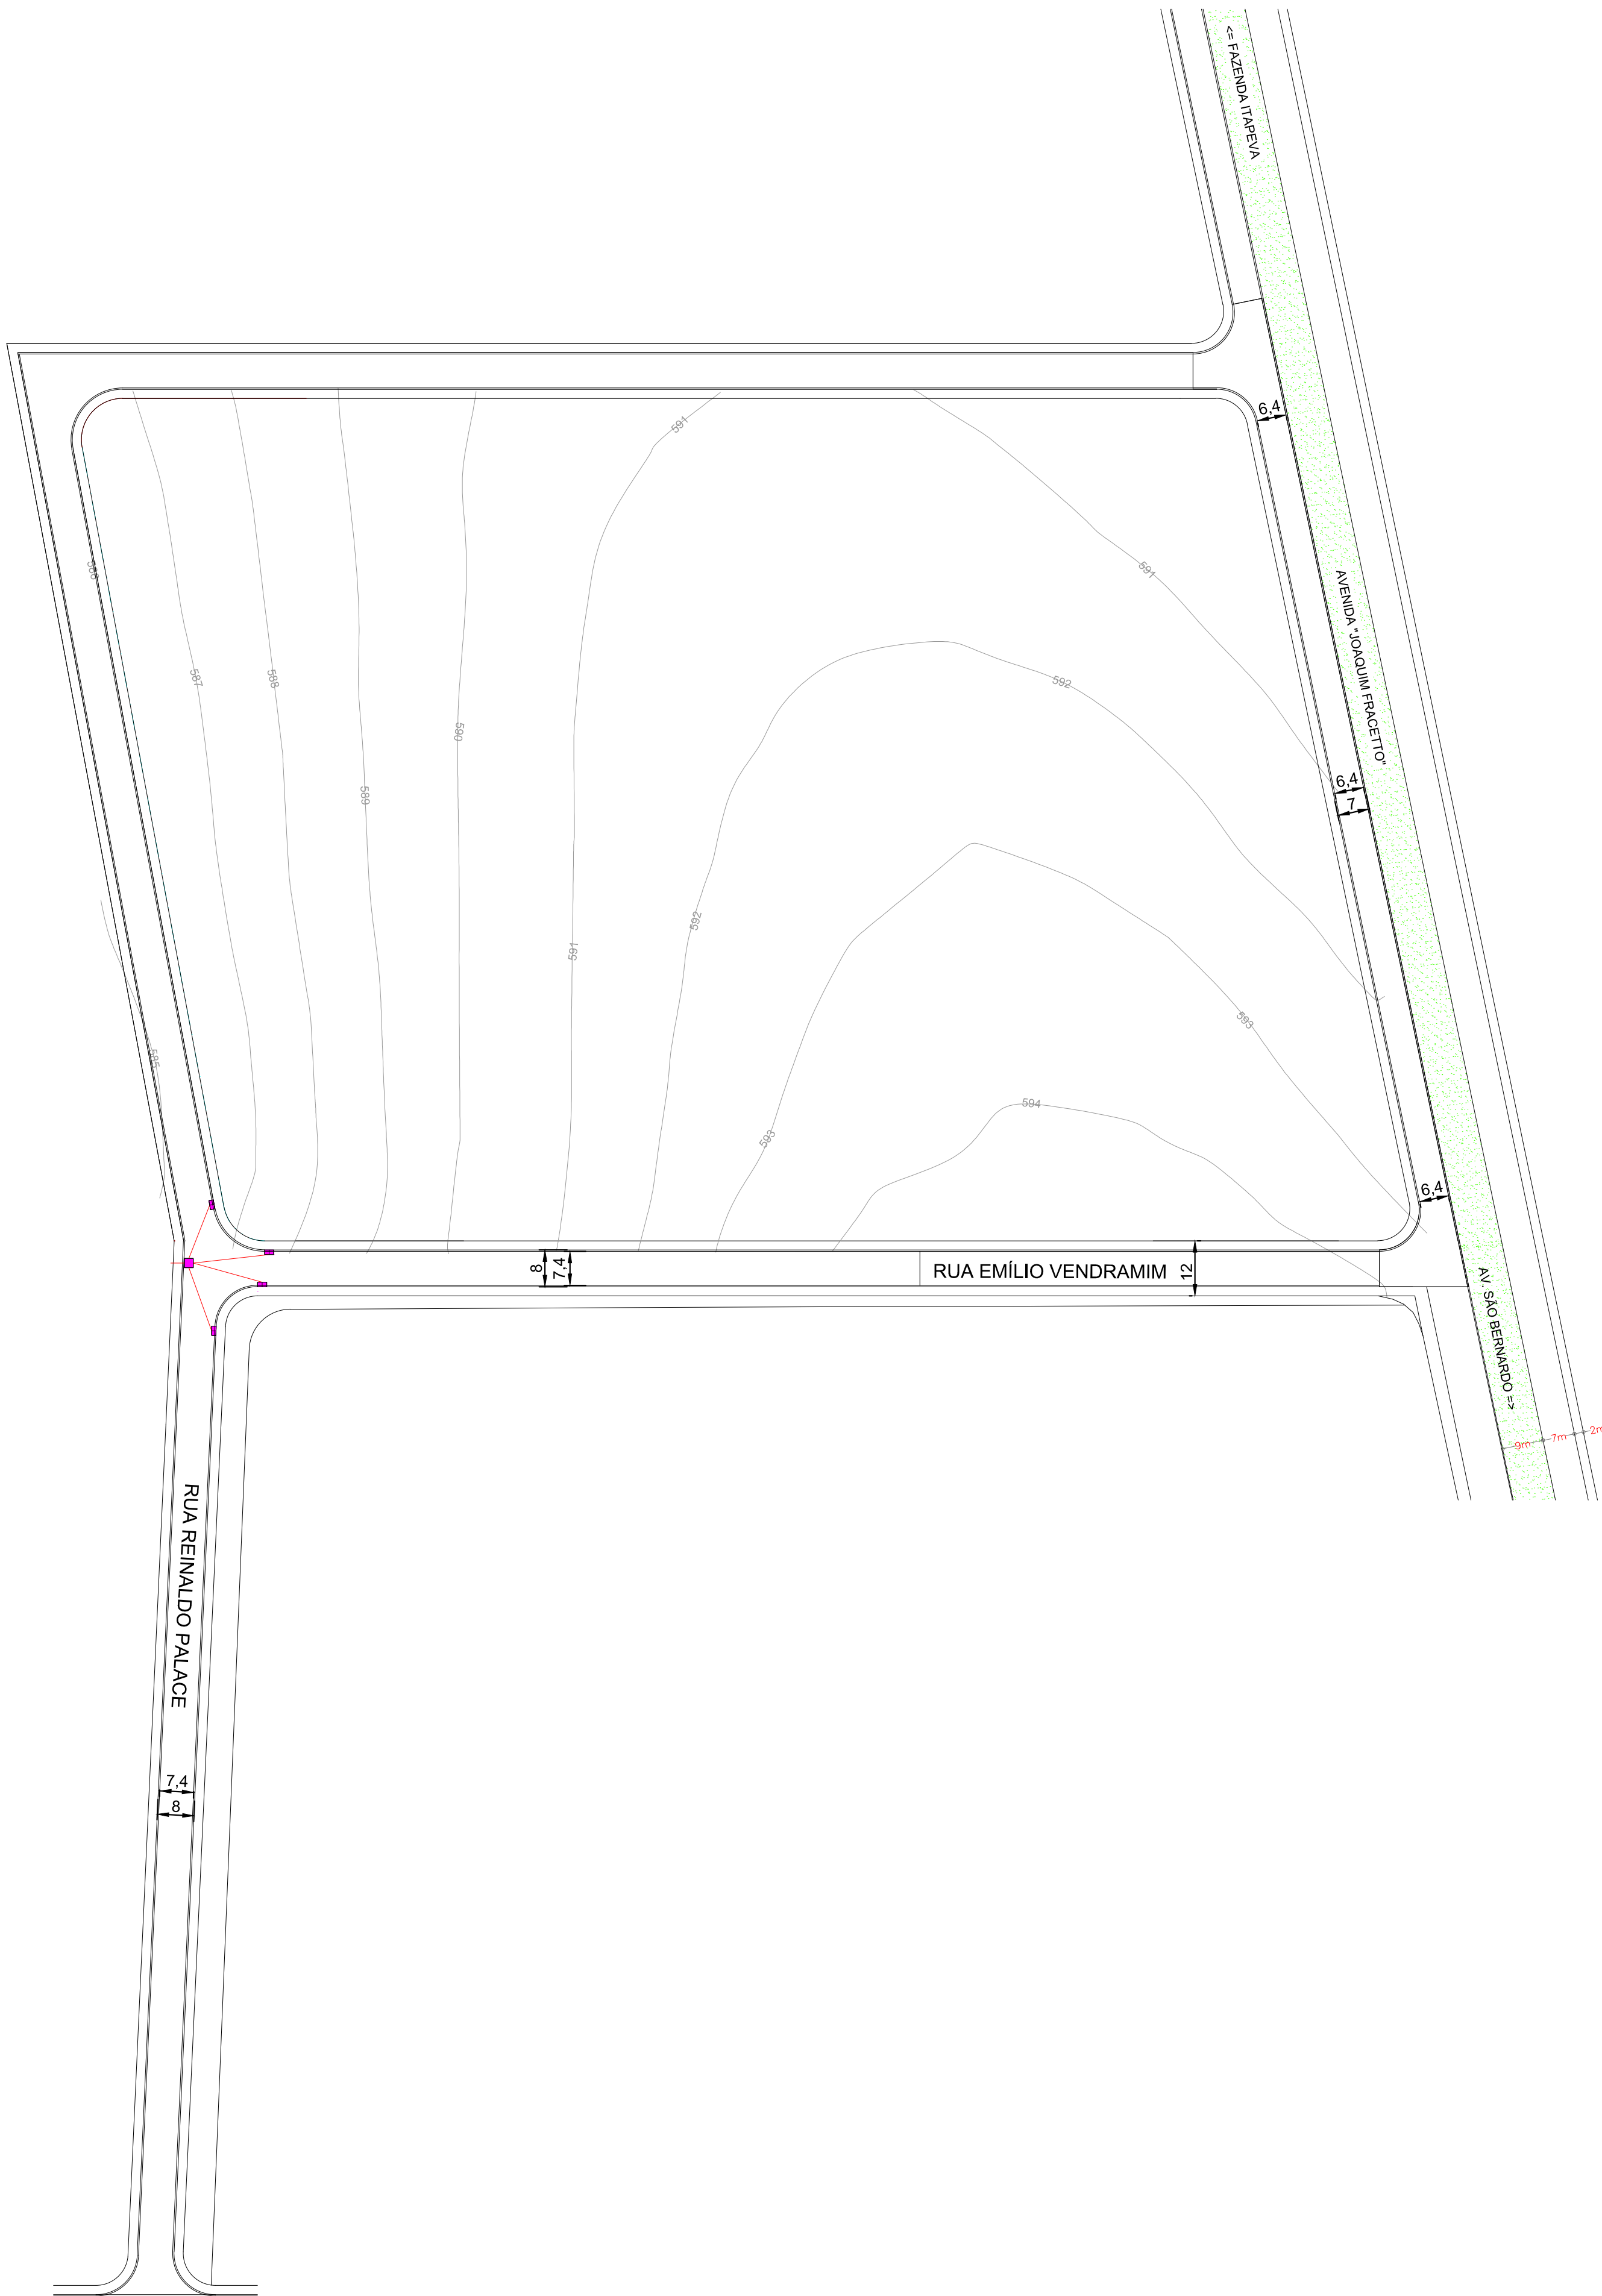 <= FAZENDA ITAPEVA
6,4
591
591
586
AVENIDA "JOAQUIM FRACETTO"
587
588
592
590
6,4
7
589
592
591
593
585
594
593
6,4
8
7,4
RUA EMÍLIO VENDRAMIM
12
AV. SÃO BERNARDO =>
9m
7m
2m
RUA REINALDO PALACE
7,4
8